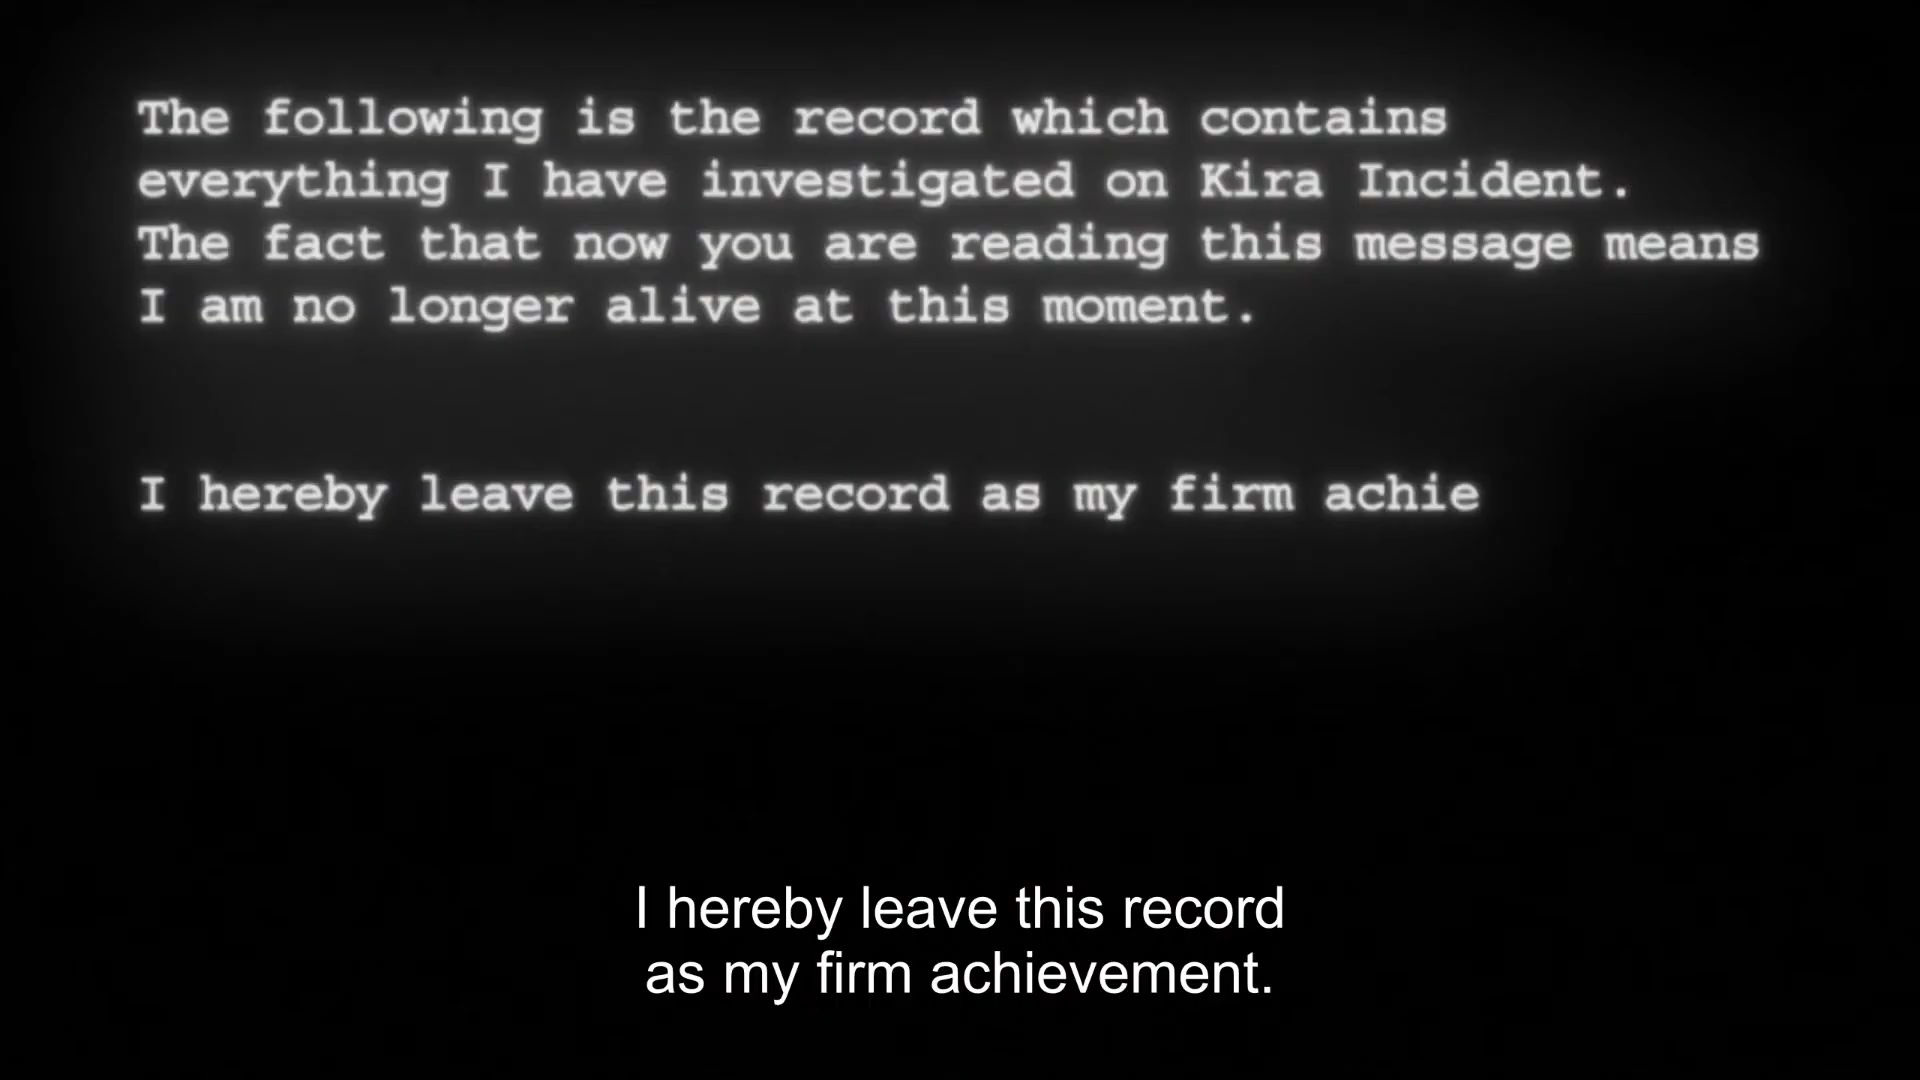 The following is the record which contains
everything I have investigated on Kira Incident.
The fact that now you are reading this message means
I am no longer alive at this moment.
I hereby leave this record as my firm achie
I hereby leave this record
as my firm achievement.